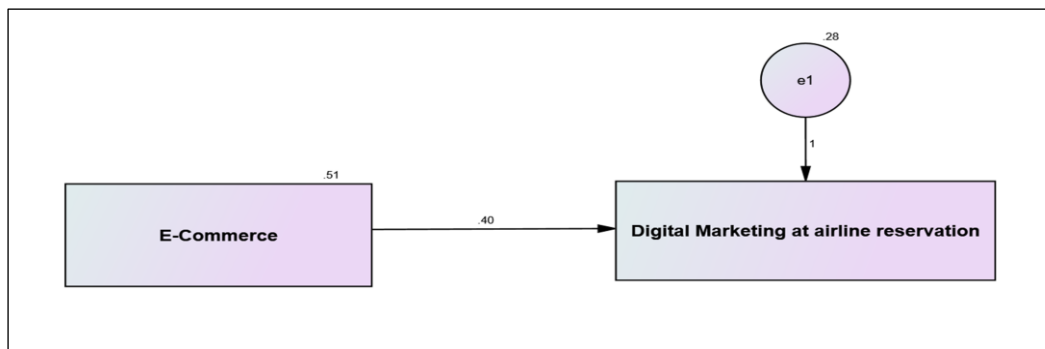 .28
e1
1
.51
E-Commerce
.40
Digital Marketing at airline reservation